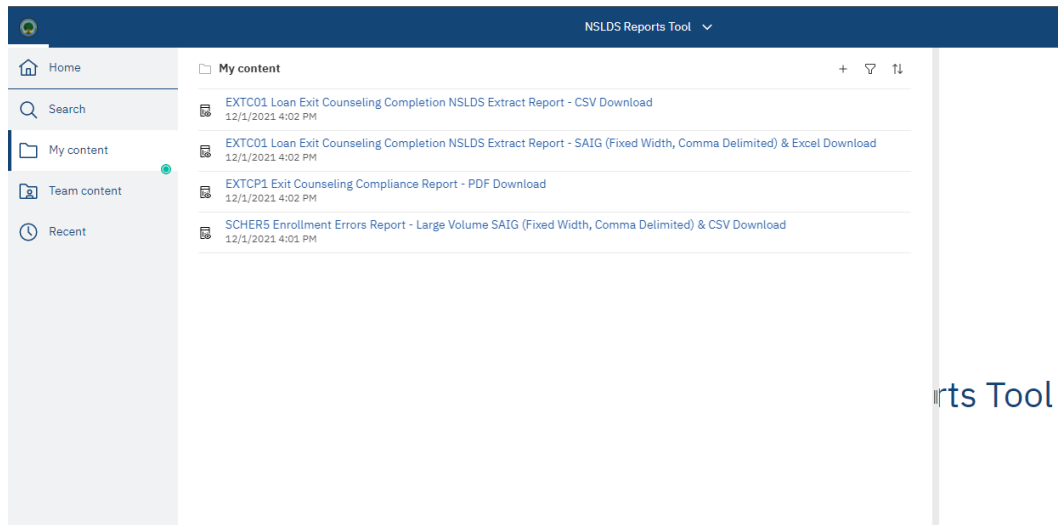 NSLDS Reports Tool
Home
Search
My content
Team content
Recent
My content
EXTC01 Loan Exit Counseling Completion NSLDS Extract Report - CSV Download
12/1/2021 4:02 PM
EXTC01 Loan Exit Counseling Completion NSLDS Extract Report - SAIG (Fixed Width, Comma Delimited) & Excel Download
12/1/2021 4:02 PM
EXTCP1 Exit Counseling Compliance Report - PDF Download
12/1/2021 4:02 PM
SCHER5 Enrollment Errors Report - Large Volume SAIG (Fixed Width, Comma Delimited) & CSV Download
12/1/2021 4:01 PM
rts Tool